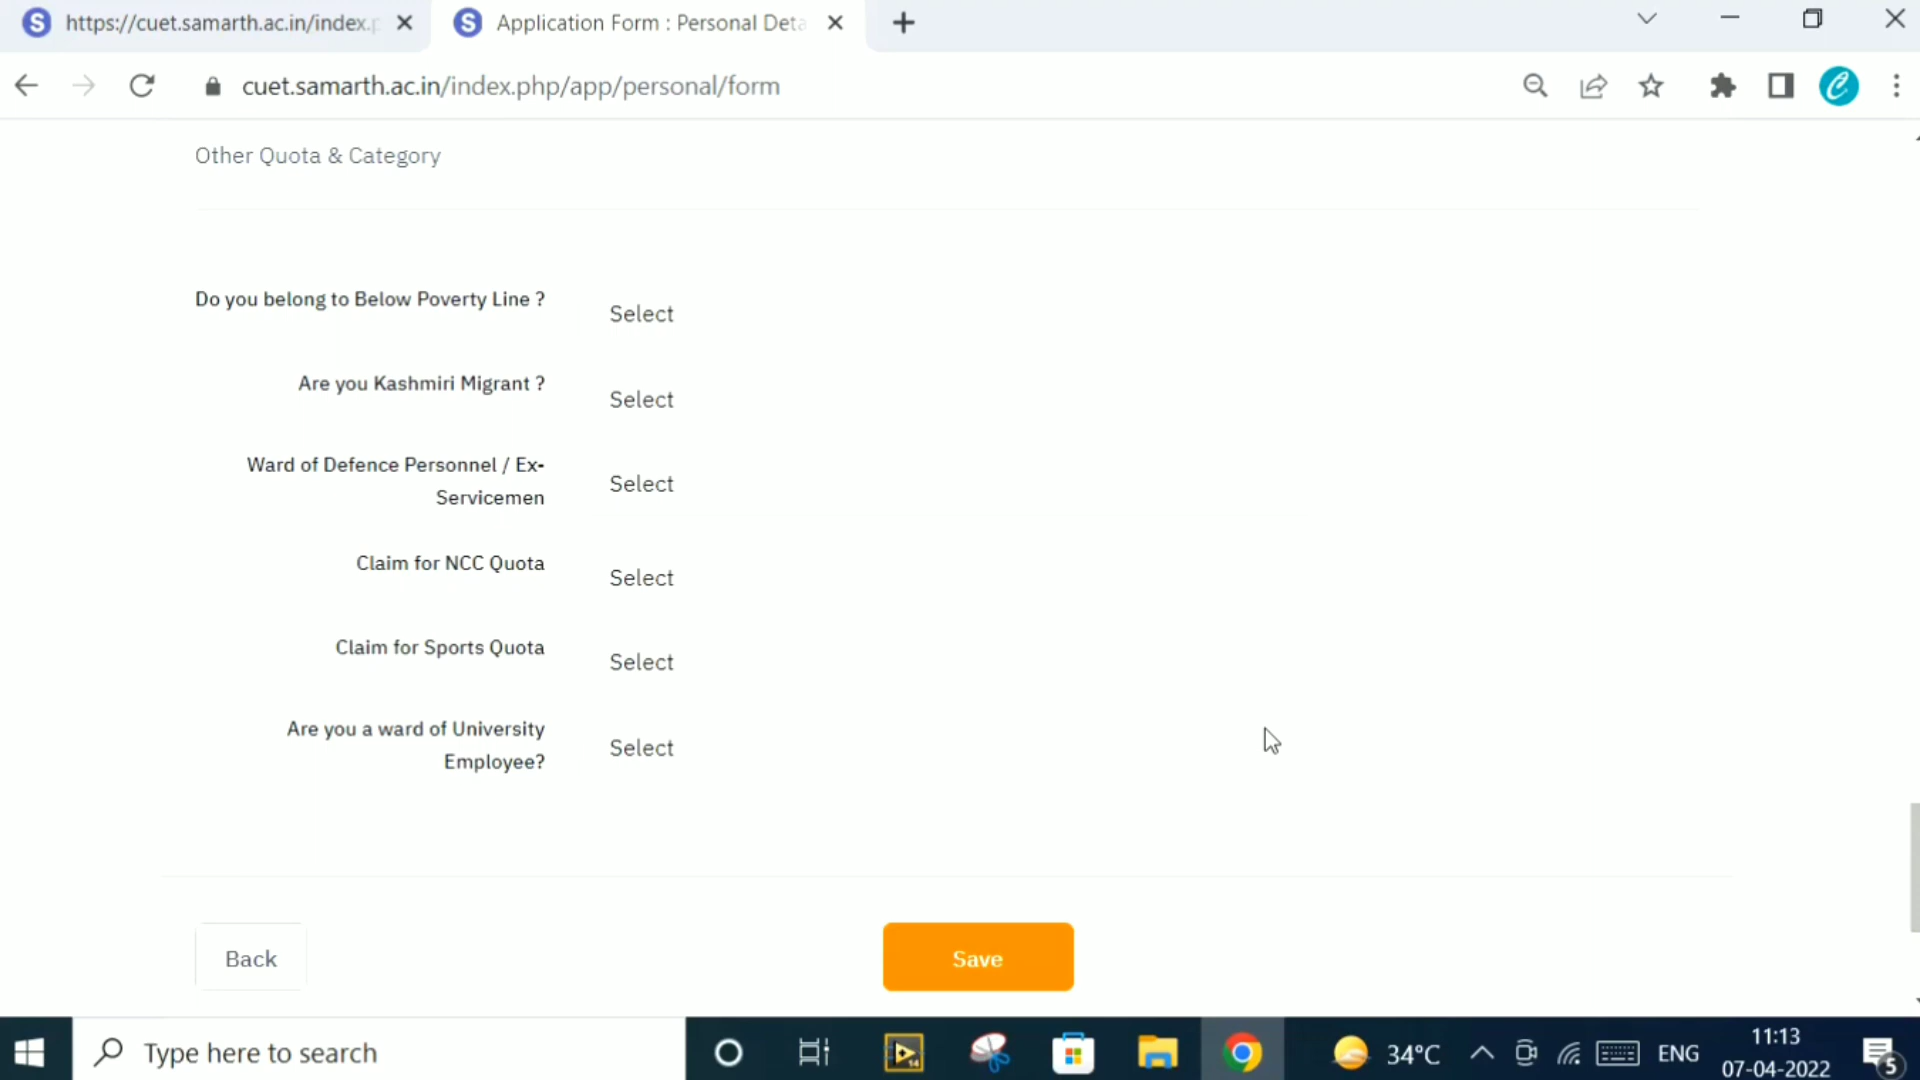 https://cuet.samarth.ac.in/index.p
Application Form : Personal Deta
cuet.samarth.ac.in/index.php/app/personal/form
Other Quota & Category
Do you belong to Below Poverty Line ?
Select
Are you Kashmiri Migrant ?
Select
Ward of Defence Personnel / Ex-
Servicemen
Select
Claim for NCC Quota
Select
Claim for Sports Quota
Select
Are you a ward of University
Employee?
Select
Back
Save
Type here to search
34°C
ENG
11:13
07-04-2022
5